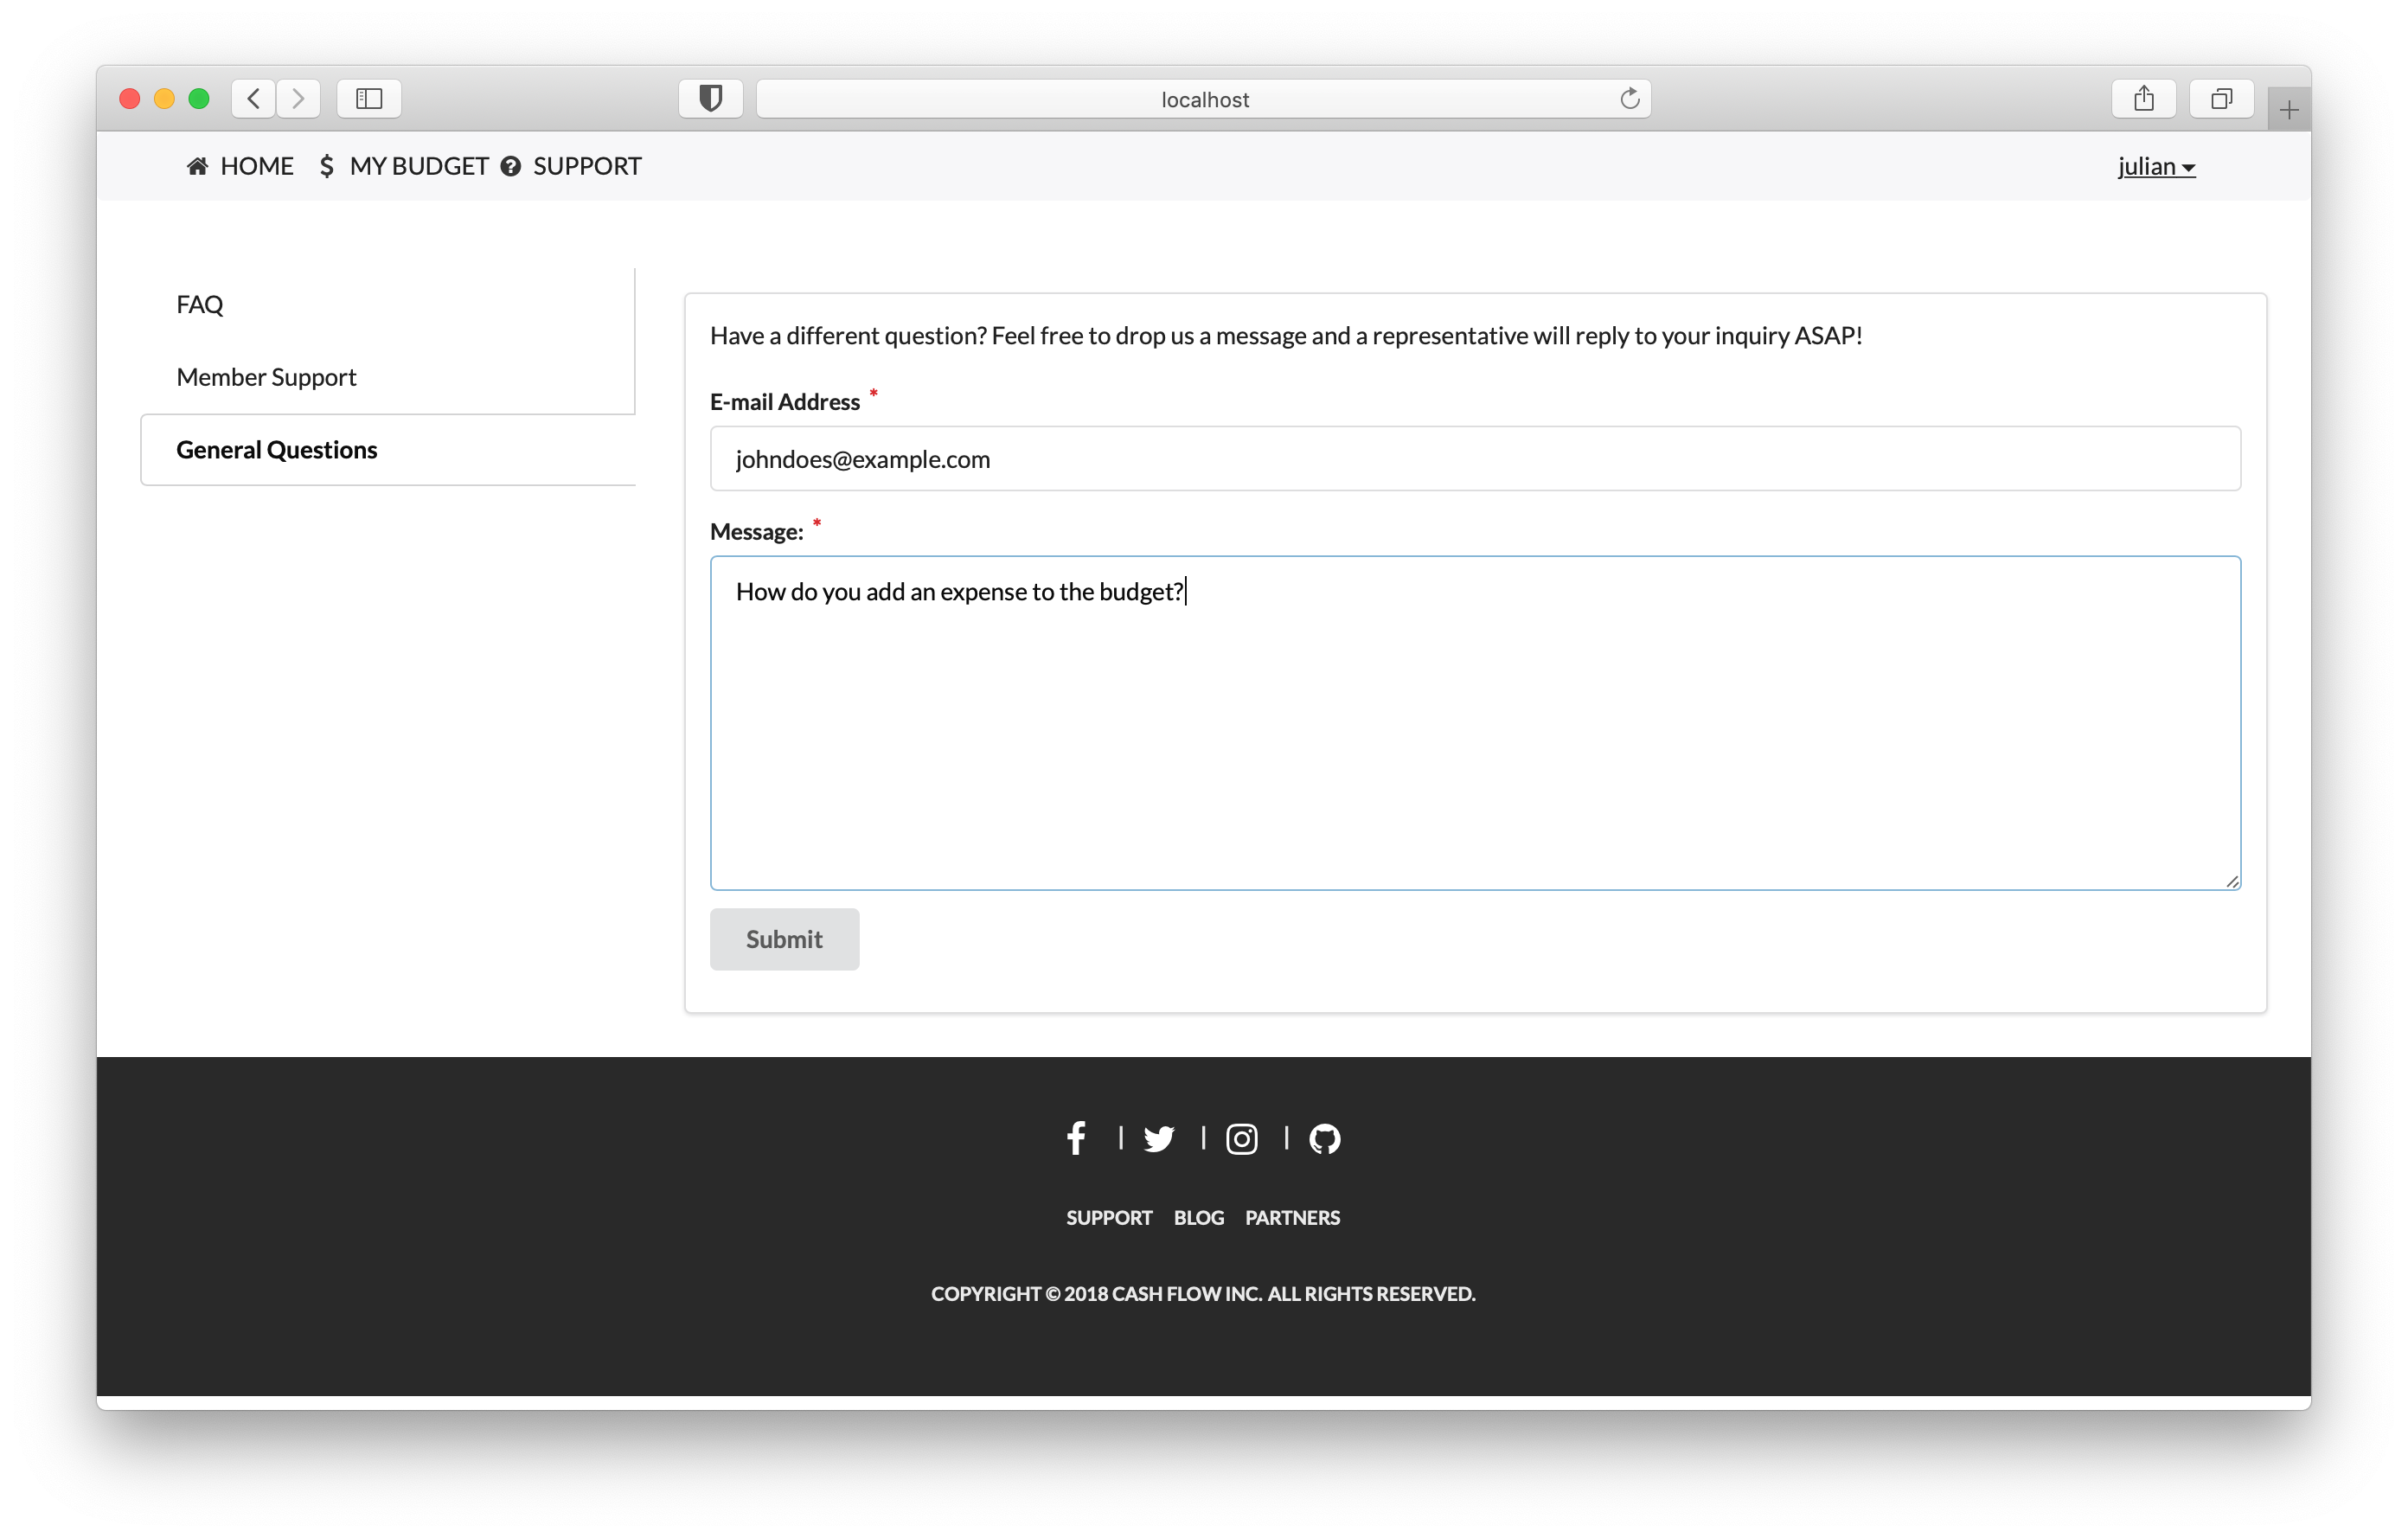 localhost
HOME $ MY BUDGET SUPPORT
julian
FAQ
Member Support
General Questions
Have a different question? Feel free to drop us a message and a representative will reply to your inquiry ASAP!
E-mail Address *
johndoes@example.com
Message: *
How do you add an expense to the budget?
Submit
SUPPORT BLOG PARTNERS
COPYRIGHT © 2018 CASH FLOW INC. ALL RIGHTS RESERVED.